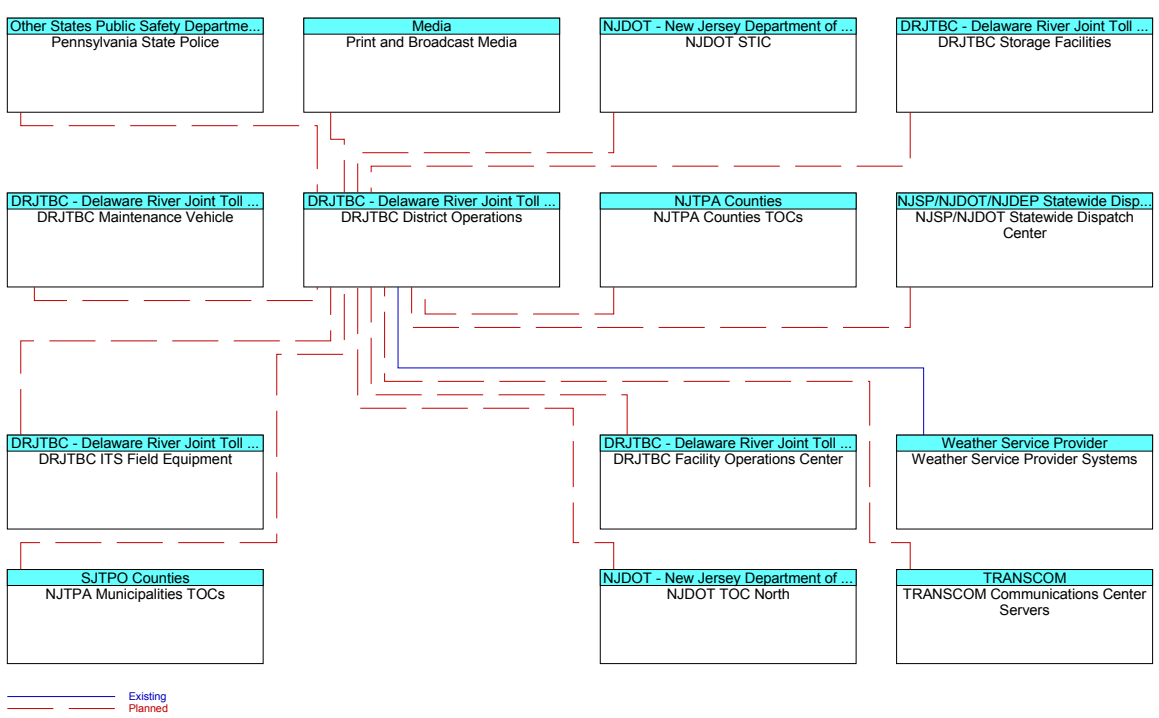 Other States Public Safety Departme...
Pennsylvania State Police
Media
Print and Broadcast Media
NJDOT - New Jersey Department of ...
NJDOT STIC
DRJTBC - Delaware River Joint Toll ...
DRJTBC Storage Facilities
DRJTBC - Delaware River Joint Toll ...
DRJTBC Maintenance Vehicle
DRJTBC - Delaware River Joint Toll ...
DRJTBC District Operations
NJTPA Counties
NJTPA Counties TOCs
NJSP/NJDOT/NJDEP Statewide Disp...
NJSP/NJDOT Statewide Dispatch
Center
DRJTBC - Delaware River Joint Toll ...
DRJTBC ITS Field Equipment
DRJTBC - Delaware River Joint Toll ...
DRJTBC Facility Operations Center
Weather Service Provider
Weather Service Provider Systems
SJTPO Counties
NJTPA Municipalities TOCs
NJDOT - New Jersey Department of ...
NJDOT TOC North
TRANSCOM
TRANSCOM Communications Center
Servers
Existing
Planned